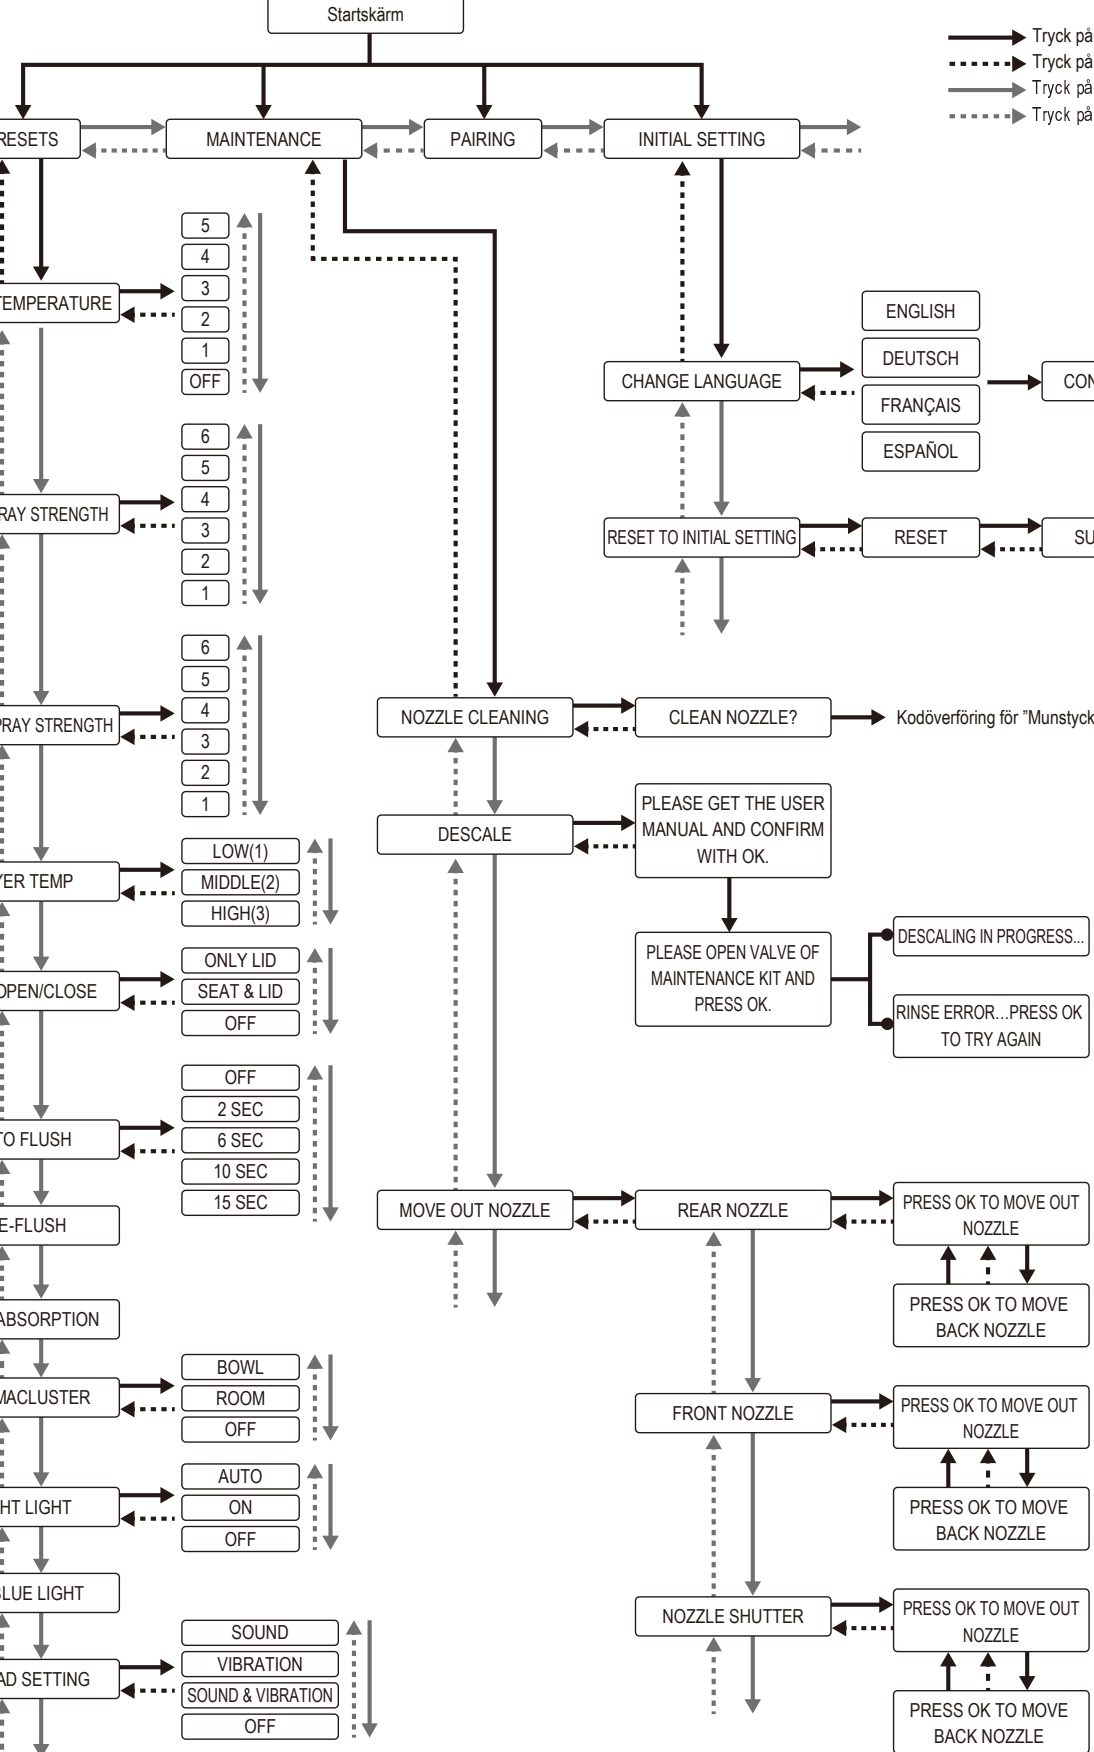 Startskärm
Tryck på
Tryck på
Tryck på
Tryck på
RESETS
MAINTENANCE
PAIRING
INITIAL SETTING
5
4
3
2
1
OFF
TEMPERATURE
ENGLISH
DEUTSCH
FRANÇAIS
ESPAÑOL
CHANGE LANGUAGE
CON
6
5
4
3
2
1
RAY STRENGTH
RESET TO INITIAL SETTING
RESET
SU
6
5
4
3
2
1
PRAY STRENGTH
NOZZLE CLEANING
CLEAN NOZZLE?
Kodöverföring för ”Munstyck
DESCALE
PLEASE GET THE USER
MANUAL AND CONFIRM
WITH OK.
YER TEMP
LOW(1)
MIDDLE(2)
HIGH(3)
PLEASE OPEN VALVE OF
MAINTENANCE KIT AND
PRESS OK.
DESCALING IN PROGRESS...
RINSE ERROR...PRESS OK
TO TRY AGAIN
OPEN/CLOSE
ONLY LID
SEAT & LID
OFF
TO FLUSH
OFF
2 SEC
6 SEC
10 SEC
15 SEC
E-FLUSH
MOVE OUT NOZZLE
REAR NOZZLE
PRESS OK TO MOVE OUT
NOZZLE
PRESS OK TO MOVE
BACK NOZZLE
ABSORPTION
MACLUSTER
BOWL
ROOM
OFF
FRONT NOZZLE
PRESS OK TO MOVE OUT
NOZZLE
PRESS OK TO MOVE
BACK NOZZLE
HT LIGHT
AUTO
ON
OFF
BLUE LIGHT
NOZZLE SHUTTER
PRESS OK TO MOVE OUT
NOZZLE
PRESS OK TO MOVE
BACK NOZZLE
AD SETTING
SOUND
VIBRATION
SOUND & VIBRATION
OFF